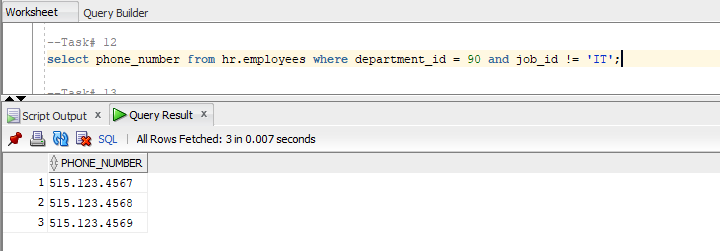 Worksheet Query Builder
--Task# 12
select phone_number from hr.employees where department_id = 90 and job_id != 'IT';
--Task# 13
Script Output x Query Result x
SQL | All Rows Fetched: 3 in 0.007 seconds
PHONE_NUMBER
1 515.123.4567
2 515.123.4568
3 515.123.4569